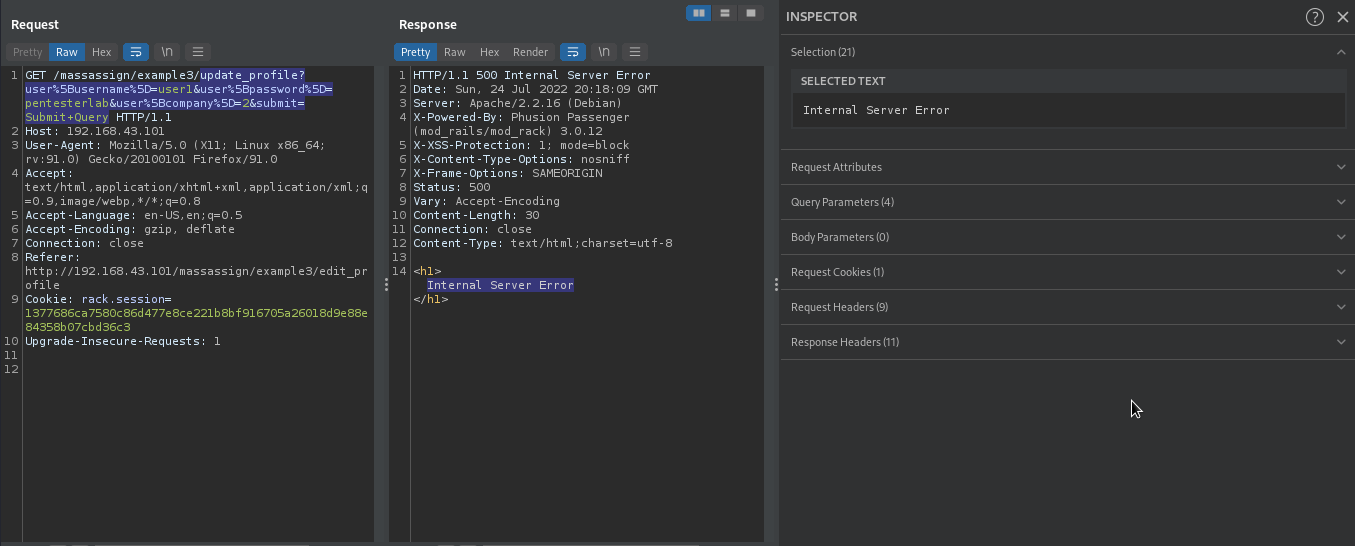 Request
Pretty Raw Hex \n
1 GET /massassign/example3/update_profile?
user%5Busername%5D=user1&user%5Bpassword%5D=
pentesterlab&user%5Bcompany%5D=2&submit=
Submit+Query HTTP/1.1
2 Host: 192.168.43.101
3 User-Agent: Mozilla/5.0 (X11; Linux x86_64;
rv:91.0) Gecko/20100101 Firefox/91.0
4 Accept:
text/html,application/xhtml+xml,application/xml;q
=0.9,image/webp,*/*;q=0.8
5 Accept-Language: en-US,en;q=0.5
6 Accept-Encoding: gzip, deflate
7 Connection: close
8 Referer:
http://192.168.43.101/massassign/example3/edit_pr
ofile
9 Cookie: rack.session=
1377686ca7580c86d477e8ce221b8bf916705a26018d9e88e
84358b07cbd36c3
10 Upgrade-Insecure-Requests: 1
11
12
Response
Pretty Raw Hex Render \n
1 HTTP/1.1 500 Internal Server Error
2 Date: Sun, 24 Jul 2022 20:18:09 GMT
3 Server: Apache/2.2.16 (Debian)
4 X-Powered-By: Phusion Passenger
(mod_rails/mod_rack) 3.0.12
5 X-XSS-Protection: 1; mode=block
6 X-Content-Type-Options: nosniff
7 X-Frame-Options: SAMEORIGIN
8 Status: 500
9 Vary: Accept-Encoding
10 Content-Length: 30
11 Connection: close
12 Content-Type: text/html;charset=utf-8
13
14 <h1>
Internal Server Error
</h1>
INSPECTOR
Selection (21)
SELECTED TEXT
Internal Server Error
Request Attributes
Query Parameters (4)
Body Parameters (0)
Request Cookies (1)
Request Headers (9)
Response Headers (11)